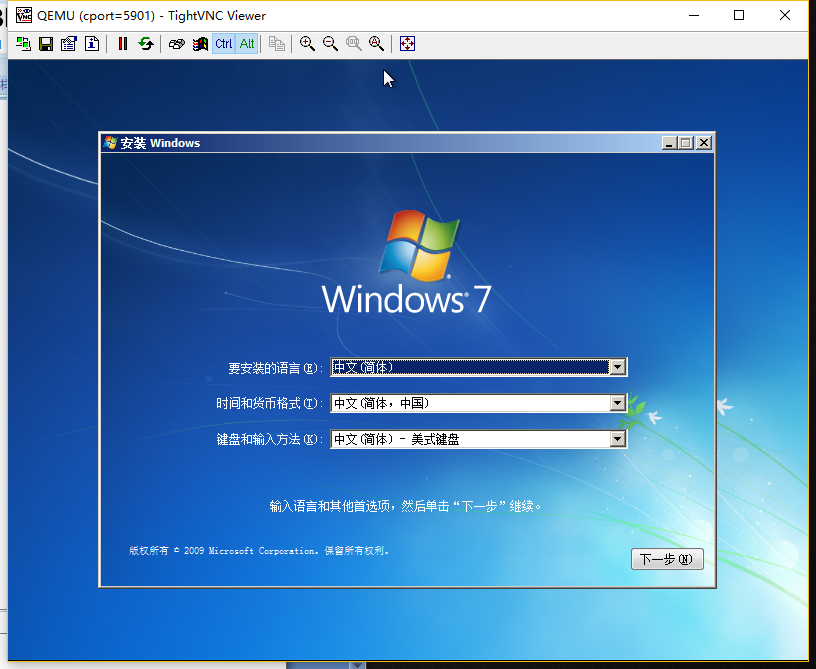 QEMU (cport=5901) - TightVNC Viewer
Ctrl Alt
安装 Windows
Windows® 7
要安装的语言(E): 中文(简体)
时间和货币格式(T): 中文(简体，中国)
键盘和输入方法(K): 中文(简体) - 美式键盘
输入语言和其他首选项，然后单击“下一步”继续。
版权所有 © 2009 Microsoft Corporation。保留所有权利。
下一步(N)